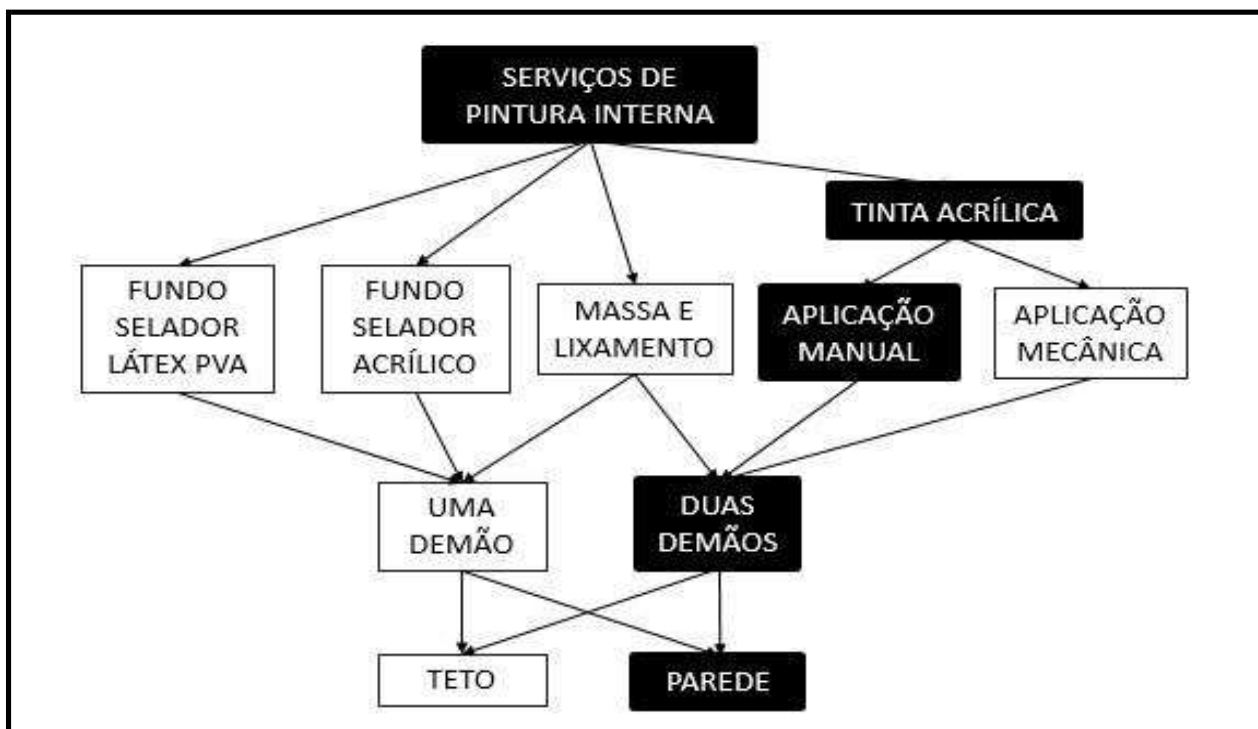 SERVIÇOS DE
PINTURA INTERNA
TINTA ACRÍLICA
FUNDO
SELADOR
LÁTEX PVA
FUNDO
SELADOR
ACRÍLICO
MASSA E
LIXAMENTO
APLICAÇÃO
MANUAL
APLICAÇÃO
MECÂNICA
UMA
DEMÃO
DUAS
DEMÃOS
TETO
PAREDE